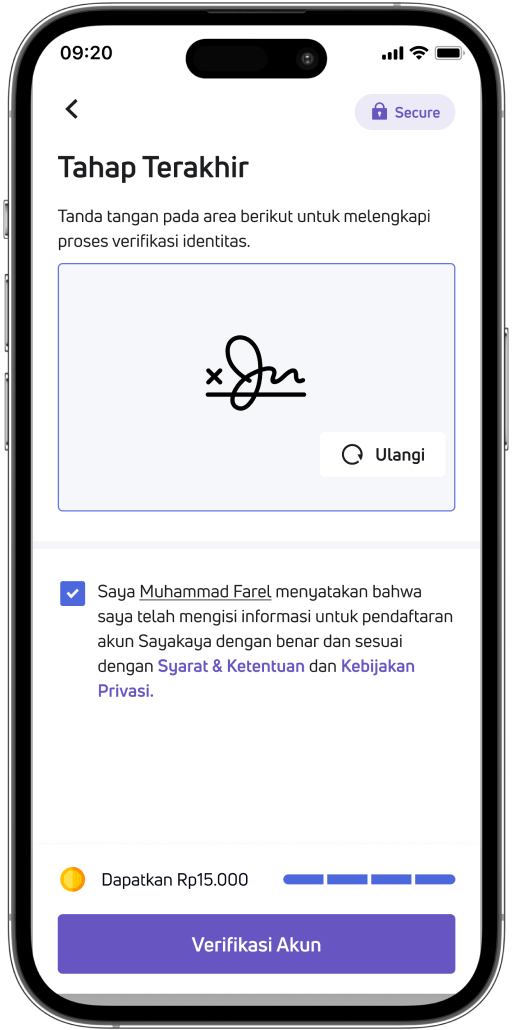 09:20
Secure
Tahap Terakhir
Tanda tangan pada area berikut untuk melengkapi
proses verifikasi identitas.
Ulangi
Saya Muhammad Farel menyatakan bahwa
saya telah mengisi informasi untuk pendaftaran
akun Sayakaya dengan benar dan sesuai
dengan Syarat & Ketentuan dan Kebijakan
Privasi.
Dapatkan Rp15.000
Verifikasi Akun